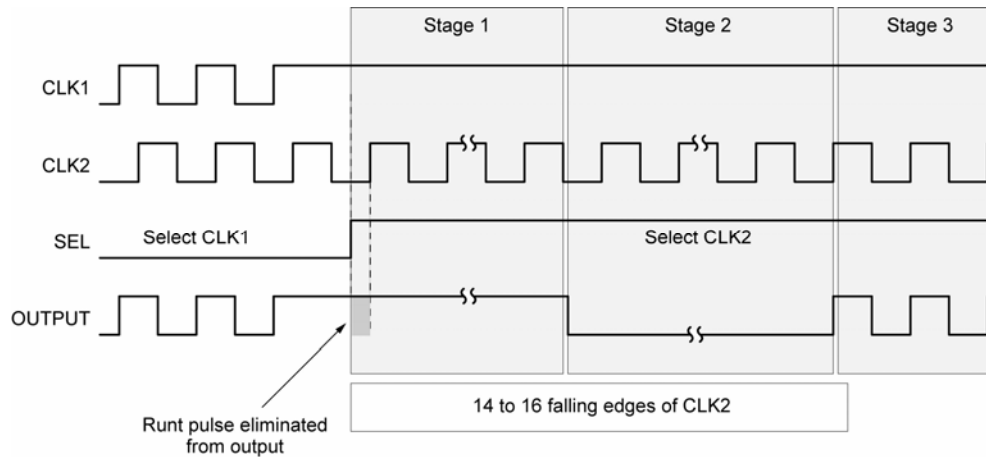 Stage 1
Stage 2
Stage 3
CLK1
CLK2
SEL
Select CLK1
Select CLK2
OUTPUT
14 to 16 falling edges of CLK2
Runt pulse eliminated
from output